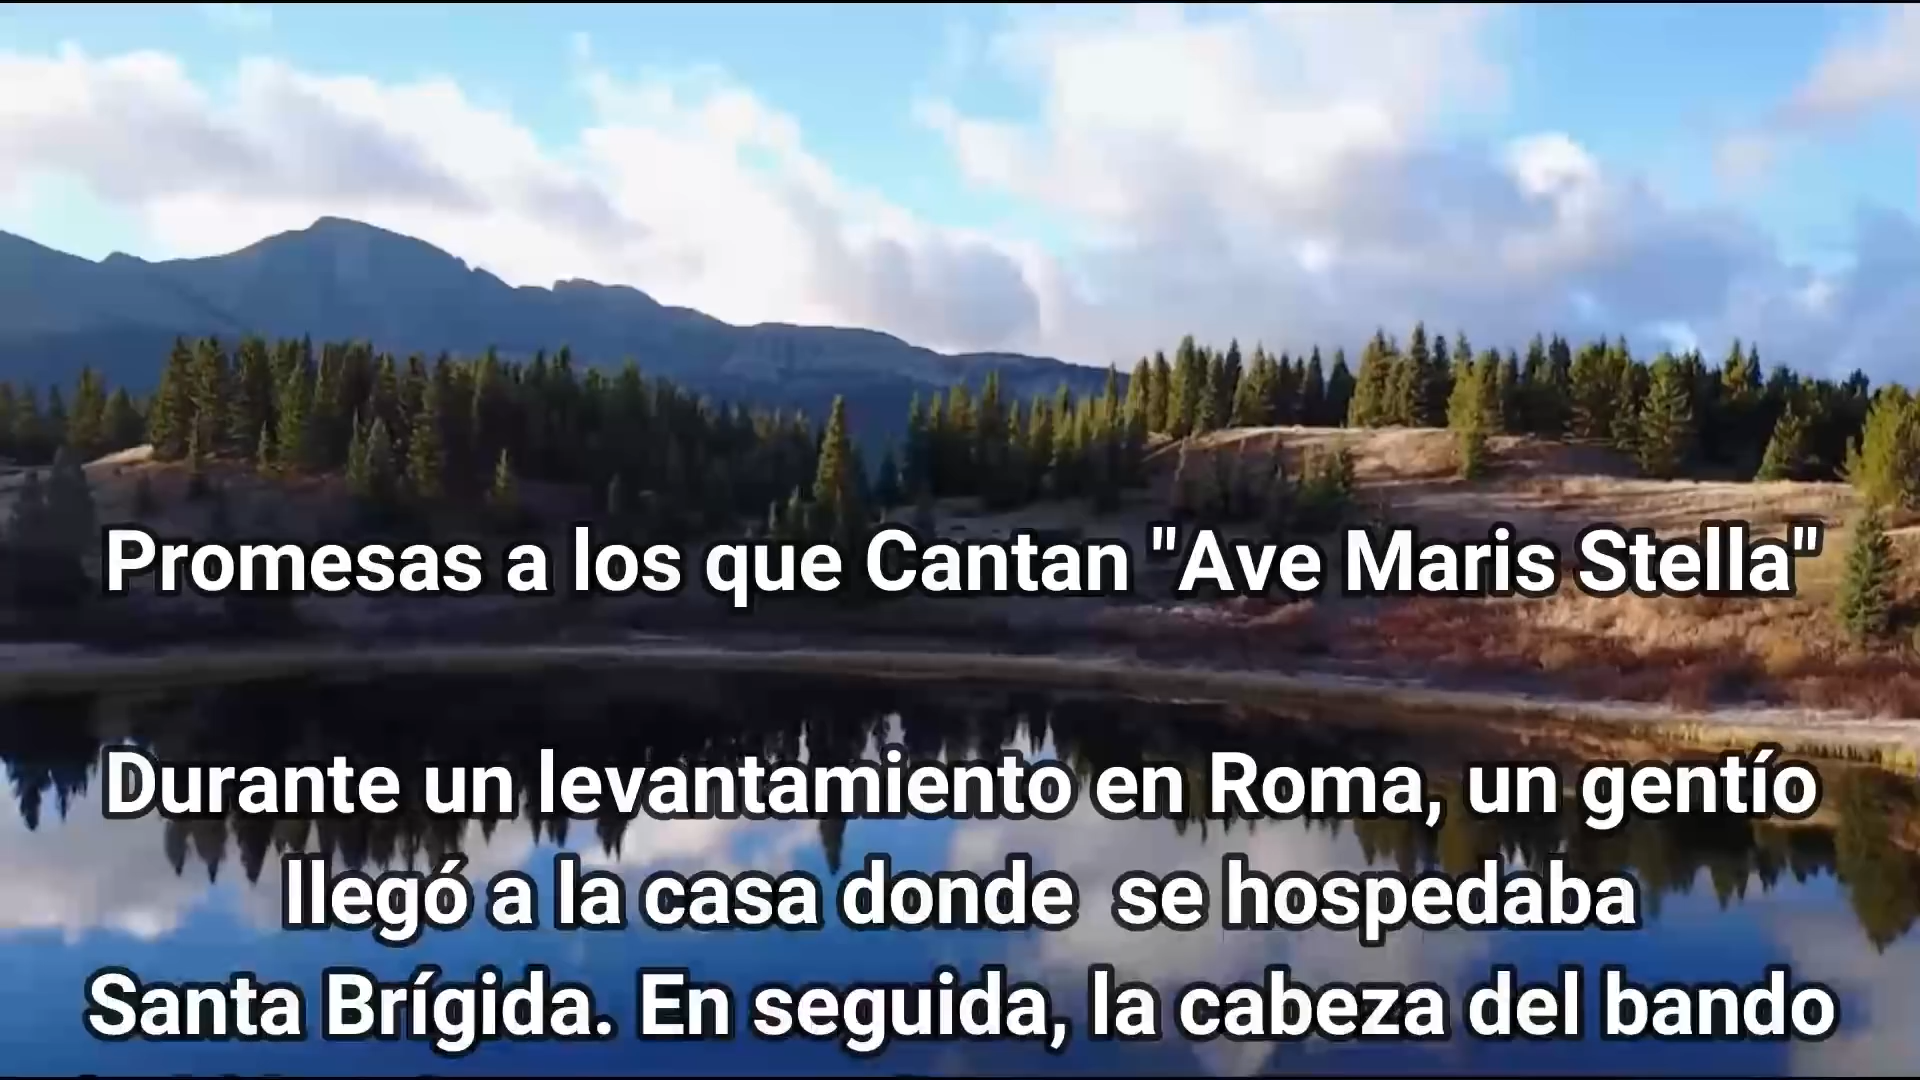 Promesas a los que Cantan "Ave Maris Stella"
Durante un levantamiento en Roma, un gentío
llegó a la casa donde  se hospedaba
Santa Brígida. En seguida, la cabeza del bando